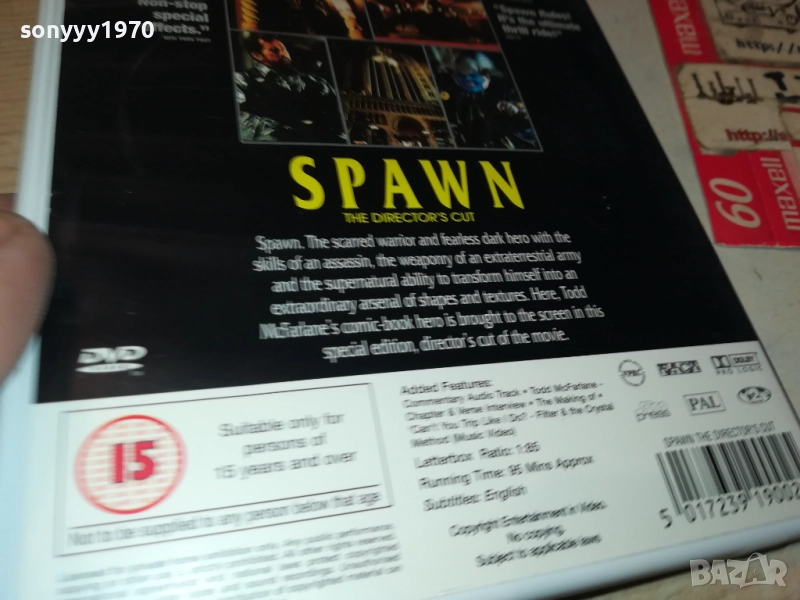 sonyyy1970
Non-stop
special
effects."
"Spawn Rules!
It's the ultimate
thrill ride!"
SPAWN
THE DIRECTOR'S CUT
Spawn. The scarred warrior and fearless dark hero with the
skills of an assassin, the weaponry of an extraterrestrial army
and the supernatural ability to transform himself into an
extraordinary arsenal of shapes and textures. Here, Todd
McFarlane's comic-book hero is brought to the screen in this
special edition, director's cut of the movie.
DVD
VIDEO
15
Suitable only for
persons of
15 years and over
Not to be supplied to any person below that age
Added Features:
Commentary Audio Track • Todd McFarlane -
Chapter & Verse Interview • The Making of •
'Can't You Trip Like I Do?' - Filter & the Crystal
Method (Music Video)
Letterbox Ratio: 1:85
Running Time: 95 Mins Approx
Subtitles: English
Copyright Entertainment in Video
No copying.
Subject to applicable laws
DOLBY
PRO LOGIC
PAL
2
SPAWN THE DIRECTOR'S CUT
5 017239 19002
maxell
http://
60
maxell
BAZAR